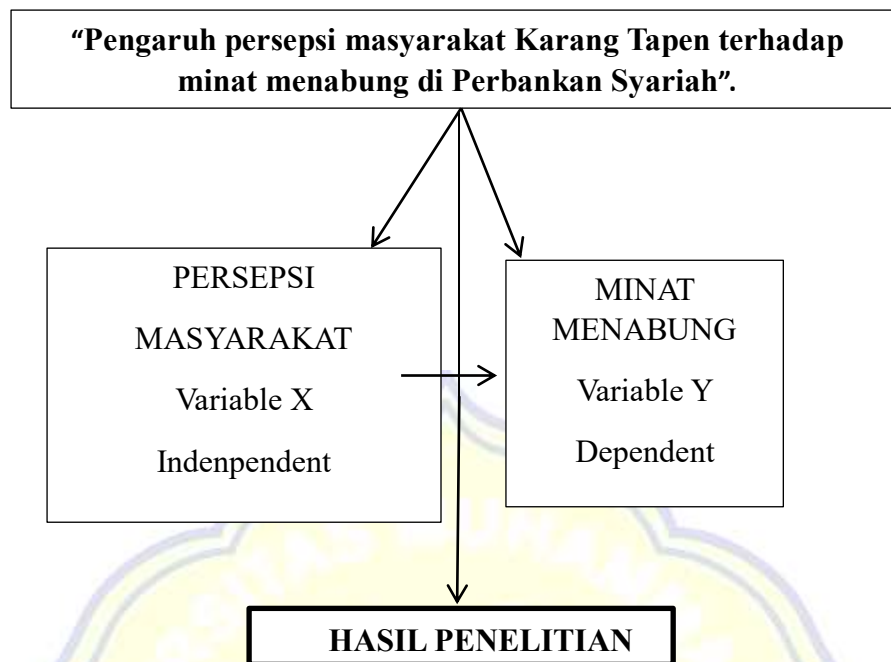 “Pengaruh persepsi masyarakat Karang Tapen terhadap
minat menabung di Perbankan Syariah”.
PERSEPSI
MASYARAKAT
Variable X
Indenpendent
MINAT
MENABUNG
Variable Y
Dependent
HASIL PENELITIAN